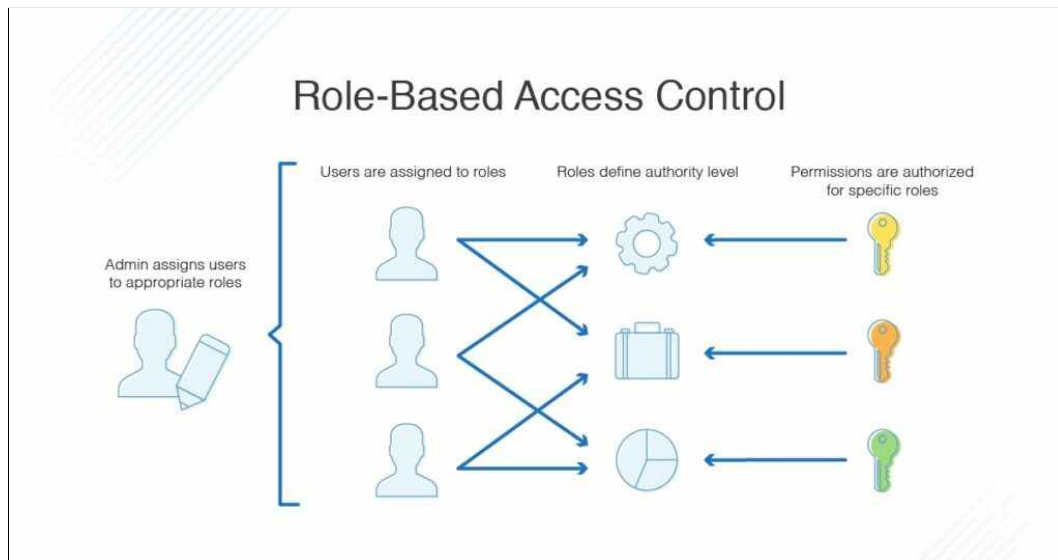 Role-Based Access Control
Users are assigned to roles
Roles define authority level
Permissions are authorized
for specific roles
Admin assigns users
to appropriate roles